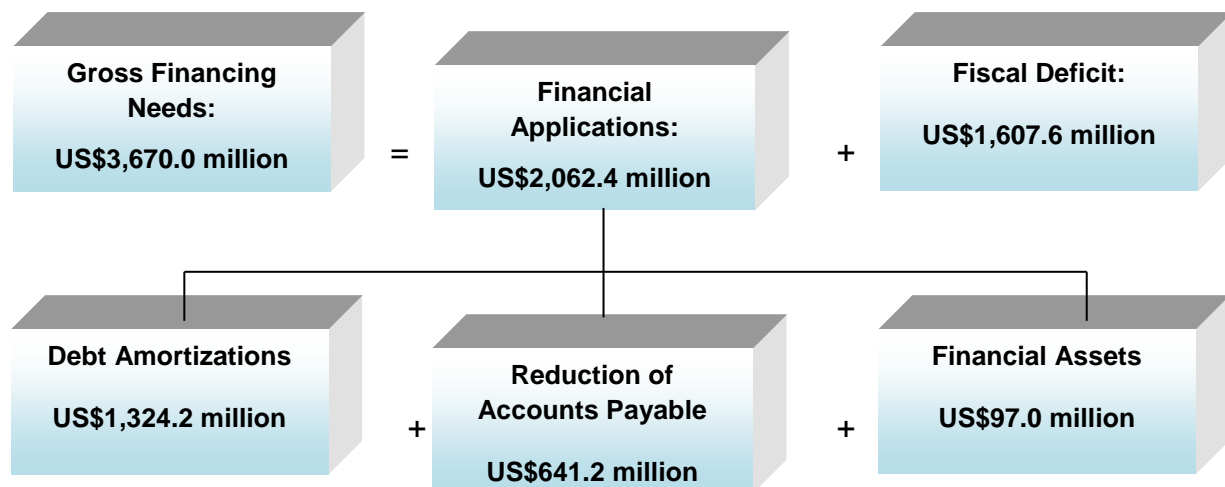 Gross Financing
Needs:
US$3,670.0 million
=
Financial
Applications:
US$2,062.4 million
+
Fiscal Deficit:
US$1,607.6 million
Debt Amortizations
US$1,324.2 million
+
Reduction of
Accounts Payable
US$641.2 million
+
Financial Assets
US$97.0 million